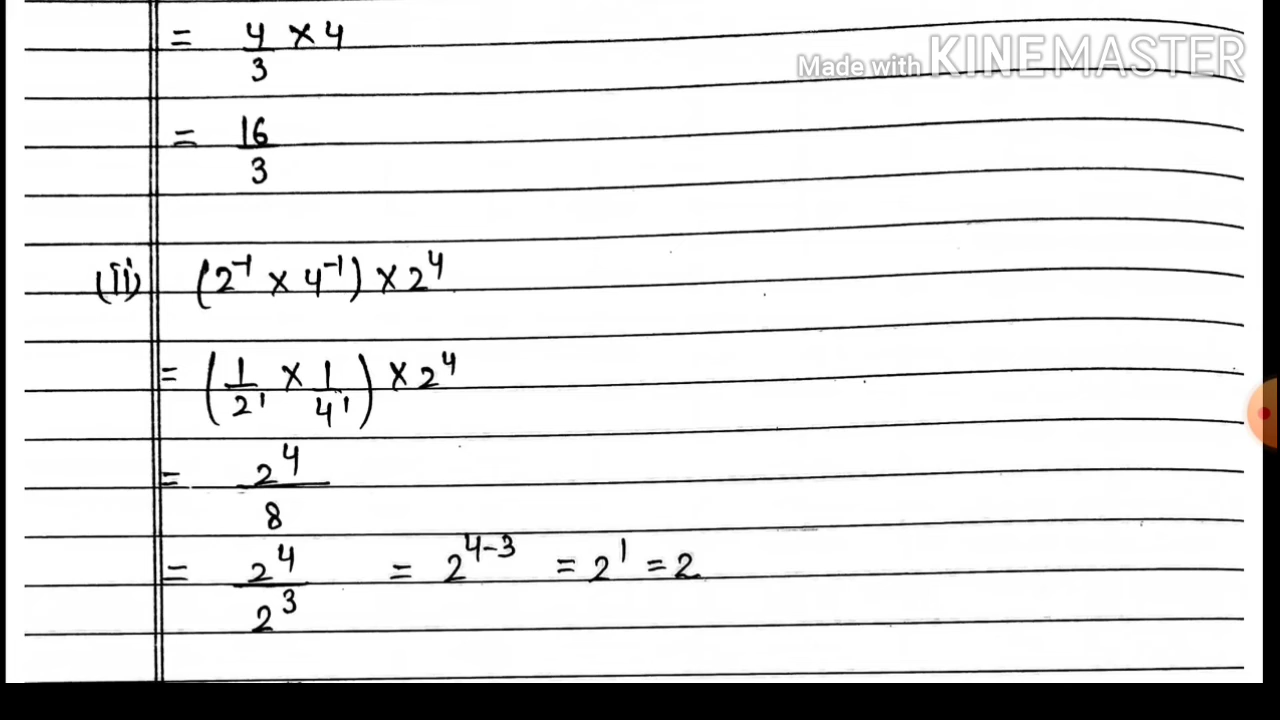 = 4/3 × 4
Made with KINEMASTER
= 16/3
(ii) (2⁻¹ × 4⁻¹) × 2⁴
= (1/2¹ × 1/4¹) × 2⁴
= 2⁴/8
= 2⁴/2³ = 2⁴⁻³ = 2¹ = 2